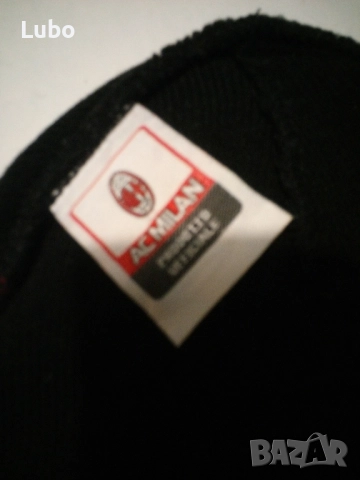 Lubo
AC MILAN
PRODOTTO
UFFICIALE
BAZAR